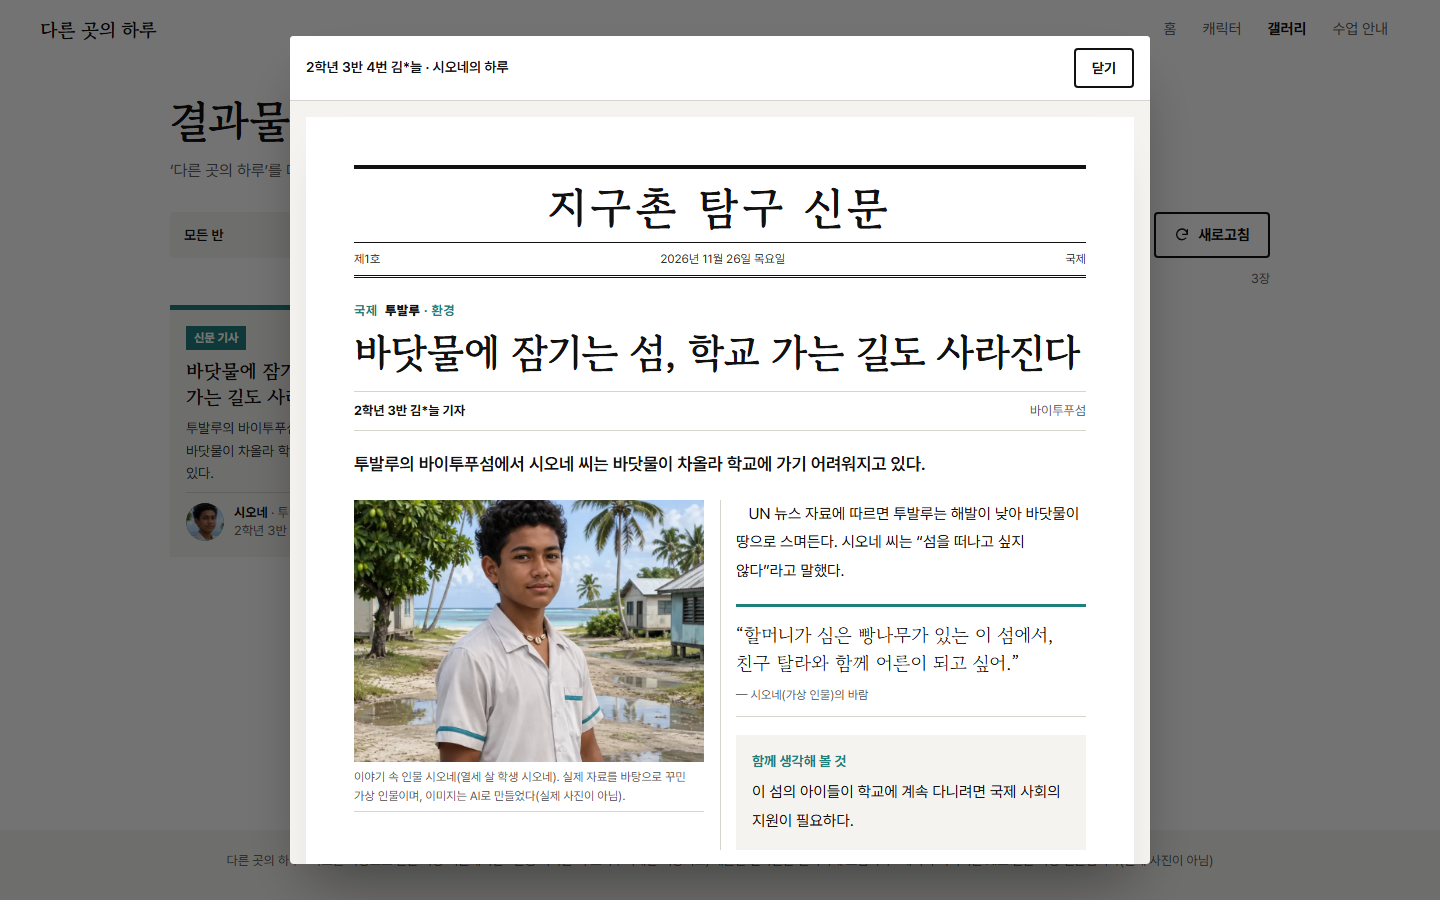 다른 곳의 하루
홈 캐릭터 갤러리 수업 안내
2학년 3반 4번 김*늘 · 시오네의 하루
닫기
결과물
‘다른 곳의 하루’를
모든 반
새로고침
3장
신문 기사
바닷물에 잠기
가는 길도 사라
투발루의 바이투푸섬
바닷물이 차올라 학
있다.
시오네 · 투
2학년 3반
지구촌 탐구 신문
제1호 2026년 11월 26일 목요일 국제
국제 투발루 · 환경
바닷물에 잠기는 섬, 학교 가는 길도 사라진다
2학년 3반 김*늘 기자 바이투푸섬
투발루의 바이투푸섬에서 시오네 씨는 바닷물이 차올라 학교에 가기 어려워지고 있다.
이야기 속 인물 시오네(열세 살 학생 시오네). 실제 자료를 바탕으로 꾸민
가상 인물이며, 이미지는 AI로 만들었다(실제 사진이 아님).
UN 뉴스 자료에 따르면 투발루는 해발이 낮아 바닷물이
땅으로 스며든다. 시오네 씨는 “섬을 떠나고 싶지
않다”라고 말했다.
“할머니가 심은 빵나무가 있는 이 섬에서,
친구 탈라와 함께 어른이 되고 싶어.”
— 시오네(가상 인물)의 바람
함께 생각해 볼 것
이 섬의 아이들이 학교에 계속 다니려면 국제 사회의
지원이 필요하다.
다른 곳의 하 사진이 아님)